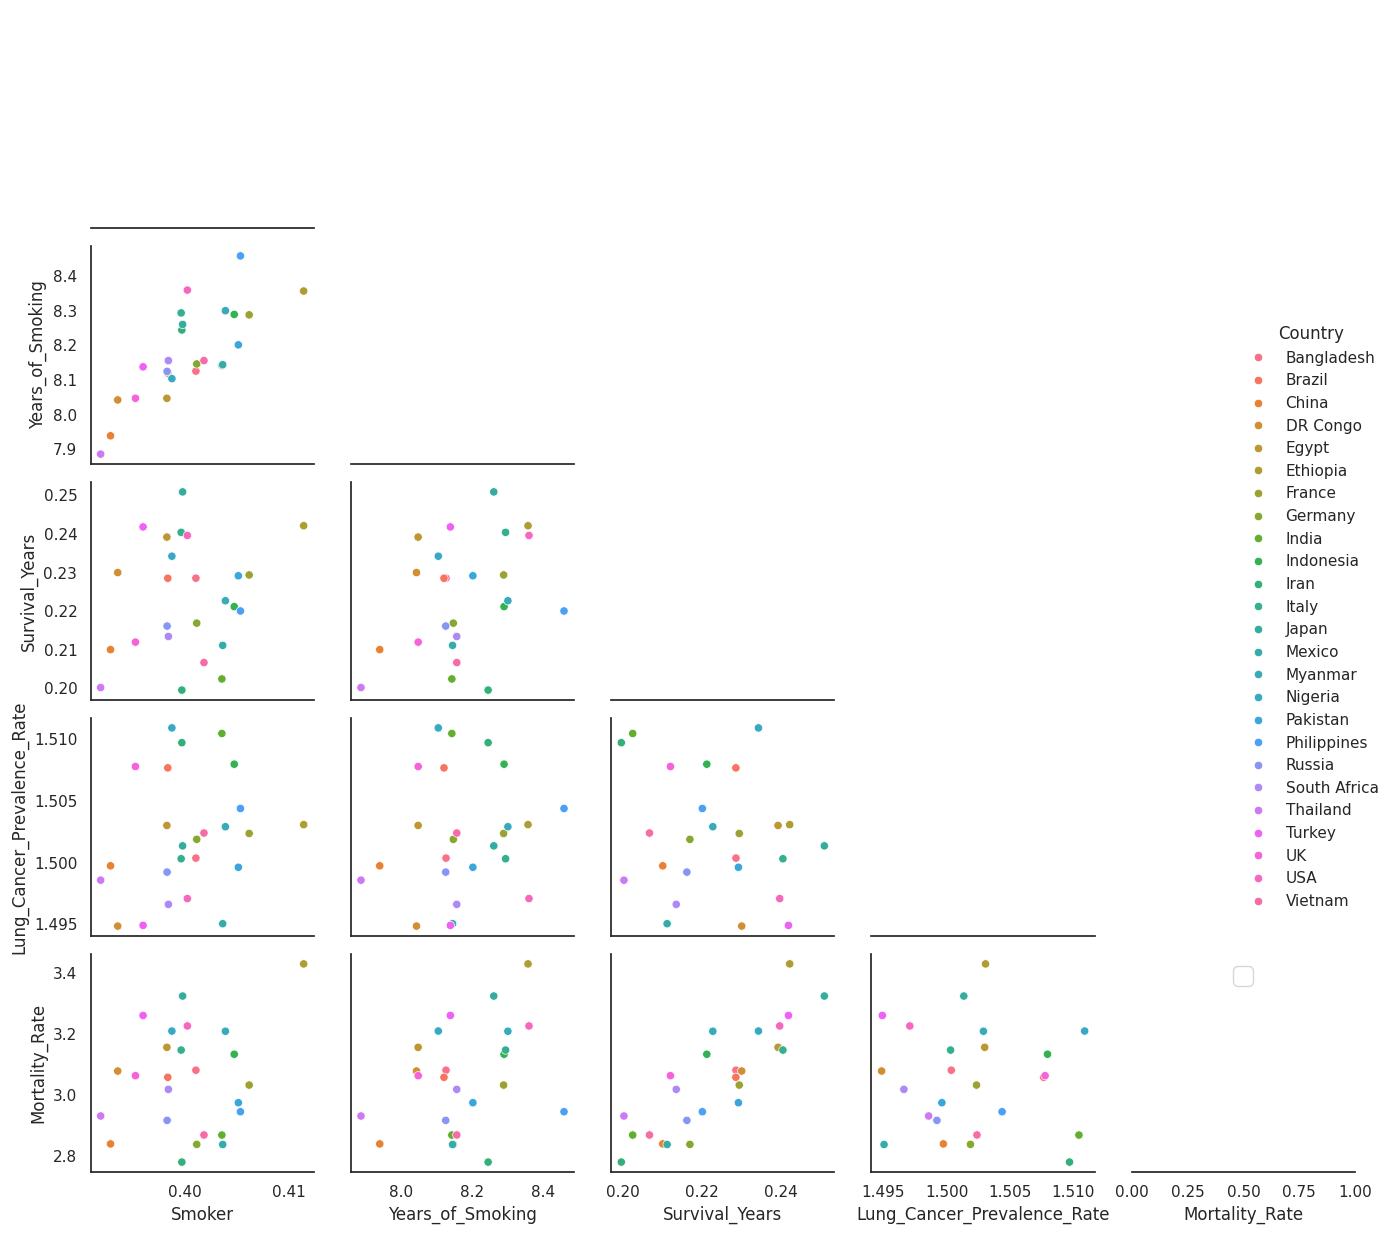 Years_of_Smoking
8.4
8.3
8.2
8.1
8.0
7.9
Survival_Years
0.25
0.24
0.23
0.22
0.21
0.20
Lung_Cancer_Prevalence_Rate
1.510
1.505
1.500
1.495
Mortality_Rate
3.4
3.2
3.0
2.8
0.40 0.41
Smoker
8.0 8.2 8.4
Years_of_Smoking
0.20 0.22 0.24
Survival_Years
1.495 1.500 1.505 1.510
Lung_Cancer_Prevalence_Rate
0.00 0.25 0.50 0.75 1.00
Mortality_Rate
Country
Bangladesh
Brazil
China
DR Congo
Egypt
Ethiopia
France
Germany
India
Indonesia
Iran
Italy
Japan
Mexico
Myanmar
Nigeria
Pakistan
Philippines
Russia
South Africa
Thailand
Turkey
UK
USA
Vietnam